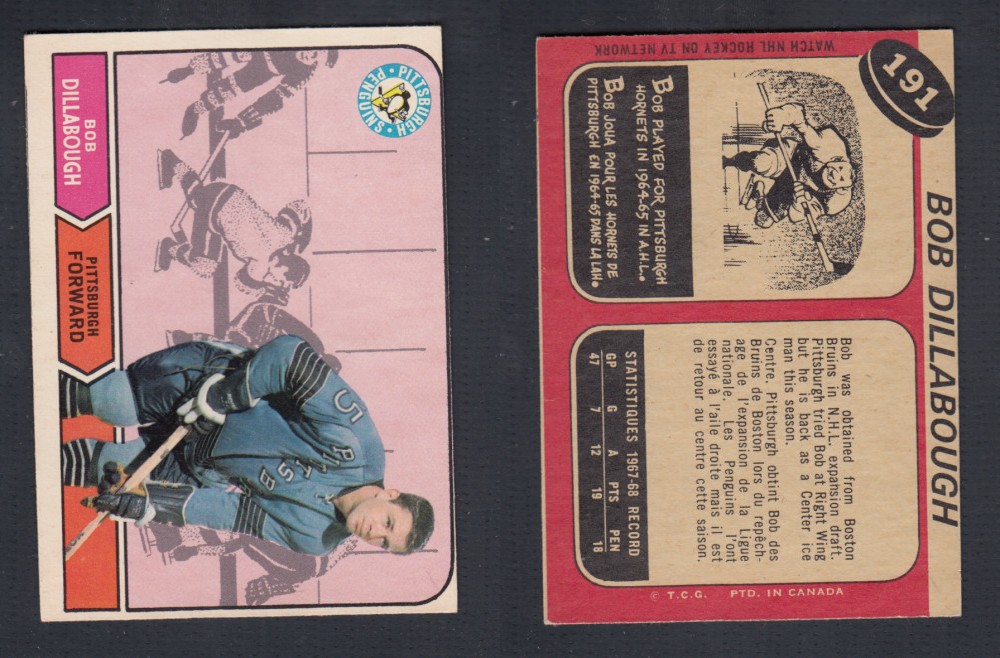 PITTSBURGH
PENGUINS
BOB
DILLABOUGH
PITTSBURGH
FORWARD
5
PITTSB
WATCH NHL HOCKEY ON TV NETWORK
191
BOB DILLABOUGH
BOB PLAYED FOR PITTSBURGH
HORNETS IN 1964-65 IN A.H.L.
BOB JOUA POUR LES HORNETS DE
PITTSBURGH EN 1964-65 DANS LA LAH.
Bob was obtained from Boston
Bruins in N.H.L. expansion draft.
Pittsburgh tried Bob at Right Wing
but he is back as a Center ice
man this season.
Centre. Pittsburgh obtint Bob des
Bruins de Boston lors du repêch-
age de l'expansion de la Ligue
nationale. Les Penguins l'ont
essayé à l'aile droite mais il est
de retour au centre cette saison.
STATISTIQUES 1967-68 RECORD
GP G A PTS PEN
47 7 12 19 18
© T.C.G. PTD. IN CANADA